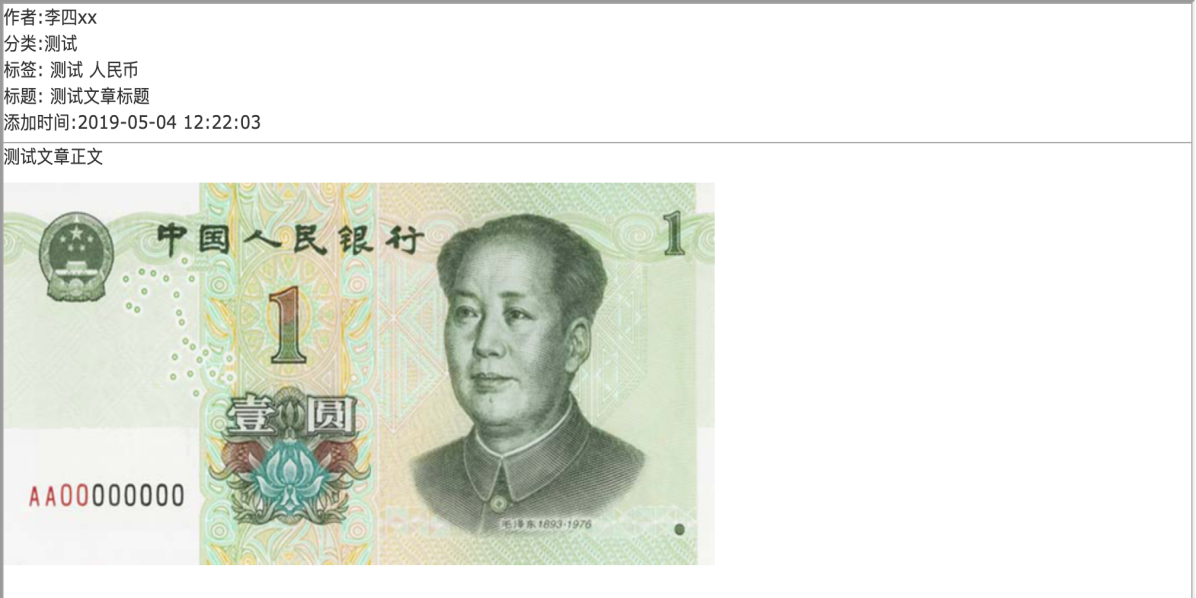 作者:李四xx
分类:测试
标签: 测试 人民币
标题: 测试文章标题
添加时间:2019-05-04 12:22:03
测试文章正文
中国人民银行
1
1
壹圆
AA00000000
毛泽东1893-1976